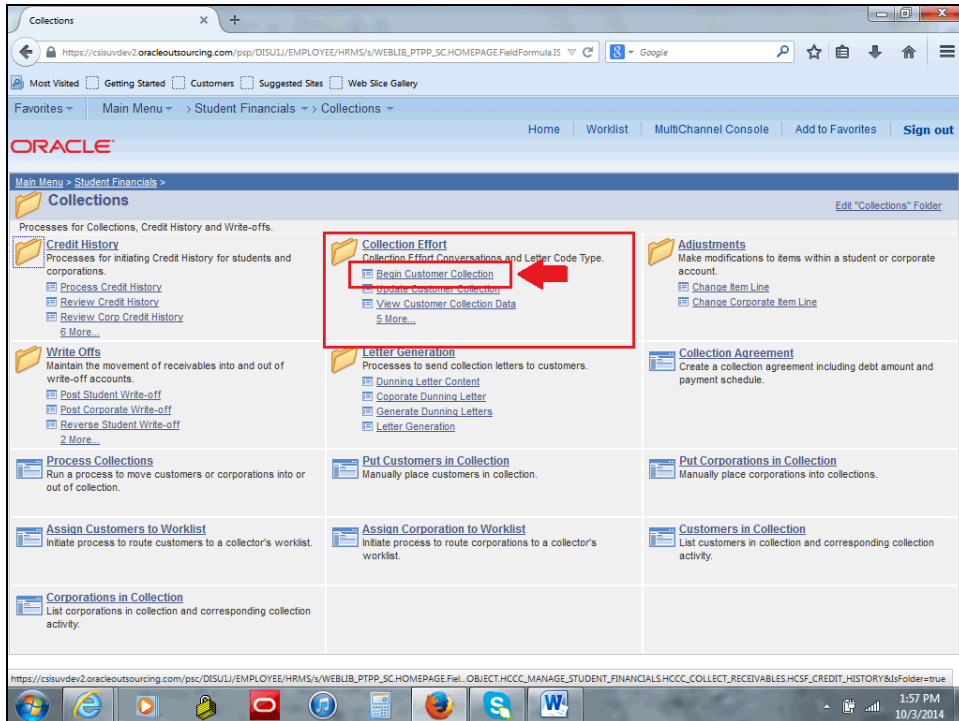 Collections
https://csisuvdev2.oracleoutsourcing.com/psp/DISU1J/EMPLOYEE/HRMS/s/WEBLIB_PTPP_SC.HOMEPAGE.FieldFormula.IS
Google
Most Visited Getting Started Customers Suggested Sites Web Slice Gallery
Favorites Main Menu > Student Financials > Collections
Home Worklist MultiChannel Console Add to Favorites Sign out
ORACLE
Main Menu > Student Financials >
Collections
Edit "Collections" Folder
Processes for Collections, Credit History and Write-offs.
Credit History
Processes for initiating Credit History for students and
corporations.
Process Credit History
Review Credit History
Review Corp Credit History
6 More...
Collection Effort
Collection Effort Conversations and Letter Code Type.
Begin Customer Collection
Update Customer Collection
View Customer Collection Data
5 More...
Adjustments
Make modifications to items within a student or corporate
account.
Change Item Line
Change Corporate Item Line
Write Offs
Maintain the movement of receivables into and out of
write-off accounts.
Post Student Write-off
Post Corporate Write-off
Reverse Student Write-off
2 More...
Letter Generation
Processes to send collection letters to customers.
Dunning Letter Content
Coporate Dunning Letter
Generate Dunning Letters
Letter Generation
Collection Agreement
Create a collection agreement including debt amount and
payment schedule.
Process Collections
Run a process to move customers or corporations into or
out of collection.
Put Customers in Collection
Manually place customers in collection.
Put Corporations in Collection
Manually place corporations into collections.
Assign Customers to Worklist
Initiate process to route customers to a collector's worklist.
Assign Corporation to Worklist
Initiate process to route corporations to a collector's
worklist.
Customers in Collection
List customers in collection and corresponding collection
activity.
Corporations in Collection
List corporations in collection and corresponding collection
activity.
https://csisuvdev2.oracleoutsourcing.com/psc/DISU1J/EMPLOYEE/HRMS/s/WEBLIB_PTPP_SC.HOMEPAGE.Fiel...OBJECT.HCCC_MANAGE_STUDENT_FINANCIALS.HCCC_COLLECT_RECEIVABLES.HCSF_CREDIT_HISTORY&IsFolder=true
1:57 PM
10/3/2014